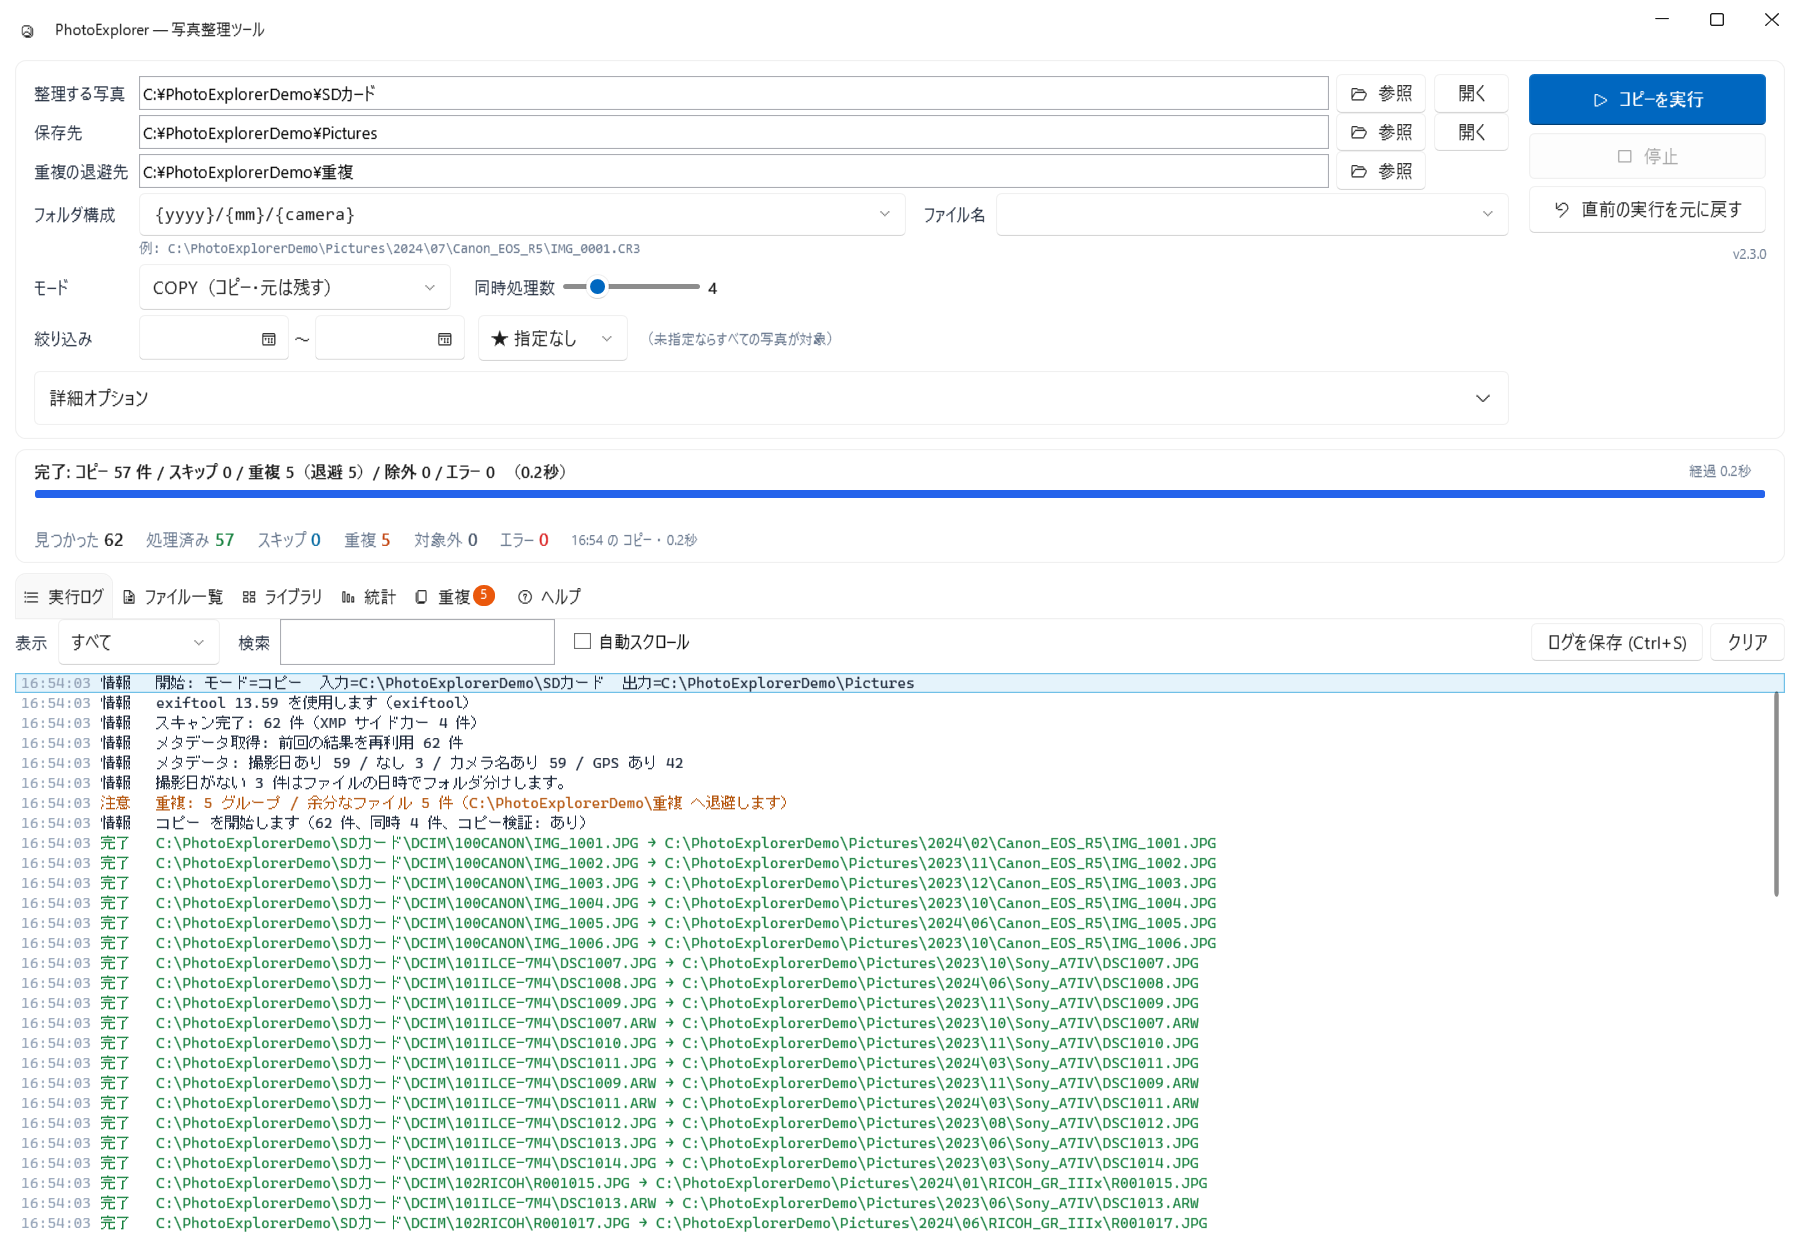 PhotoExplorer — 写真整理ツール
整理する写真 C:¥PhotoExplorerDemo¥SDカード 参照 開く
コピーを実行
保存先 C:¥PhotoExplorerDemo¥Pictures 参照 開く
停止
重複の退避先 C:¥PhotoExplorerDemo¥重複 参照
フォルダ構成 {yyyy}/{mm}/{camera} ファイル名
直前の実行を元に戻す
例: C:\PhotoExplorerDemo\Pictures\2024\07\Canon_EOS_R5\IMG_0001.CR3
v2.3.0
モード COPY（コピー・元は残す） 同時処理数 4
絞り込み ～ ★ 指定なし （未指定ならすべての写真が対象）
詳細オプション
完了: コピー 57 件 / スキップ 0 / 重複 5（退避 5）/ 除外 0 / エラー 0 （0.2秒） 経過 0.2秒
見つかった 62 処理済み 57 スキップ 0 重複 5 対象外 0 エラー 0 16:54 の コピー・0.2秒
実行ログ ファイル一覧 ライブラリ 統計 重複 5 ヘルプ
表示 すべて 検索 自動スクロール ログを保存 (Ctrl+S) クリア
16:54:03 情報 開始: モード=コピー 入力=C:\PhotoExplorerDemo\SDカード 出力=C:\PhotoExplorerDemo\Pictures
16:54:03 情報 exiftool 13.59 を使用します（exiftool）
16:54:03 情報 スキャン完了: 62 件（XMP サイドカー 4 件）
16:54:03 情報 メタデータ取得: 前回の結果を再利用 62 件
16:54:03 情報 メタデータ: 撮影日あり 59 / なし 3 / カメラ名あり 59 / GPS あり 42
16:54:03 情報 撮影日がない 3 件はファイルの日時でフォルダ分けします。
16:54:03 注意 重複: 5 グループ / 余分なファイル 5 件（C:\PhotoExplorerDemo\重複 へ退避します）
16:54:03 情報 コピー を開始します（62 件、同時 4 件、コピー検証: あり）
16:54:03 完了 C:\PhotoExplorerDemo\SDカード\DCIM\100CANON\IMG_1001.JPG → C:\PhotoExplorerDemo\Pictures\2024\02\Canon_EOS_R5\IMG_1001.JPG
16:54:03 完了 C:\PhotoExplorerDemo\SDカード\DCIM\100CANON\IMG_1002.JPG → C:\PhotoExplorerDemo\Pictures\2023\11\Canon_EOS_R5\IMG_1002.JPG
16:54:03 完了 C:\PhotoExplorerDemo\SDカード\DCIM\100CANON\IMG_1003.JPG → C:\PhotoExplorerDemo\Pictures\2023\12\Canon_EOS_R5\IMG_1003.JPG
16:54:03 完了 C:\PhotoExplorerDemo\SDカード\DCIM\100CANON\IMG_1004.JPG → C:\PhotoExplorerDemo\Pictures\2023\10\Canon_EOS_R5\IMG_1004.JPG
16:54:03 完了 C:\PhotoExplorerDemo\SDカード\DCIM\100CANON\IMG_1005.JPG → C:\PhotoExplorerDemo\Pictures\2024\06\Canon_EOS_R5\IMG_1005.JPG
16:54:03 完了 C:\PhotoExplorerDemo\SDカード\DCIM\100CANON\IMG_1006.JPG → C:\PhotoExplorerDemo\Pictures\2023\10\Canon_EOS_R5\IMG_1006.JPG
16:54:03 完了 C:\PhotoExplorerDemo\SDカード\DCIM\101ILCE-7M4\DSC1007.JPG → C:\PhotoExplorerDemo\Pictures\2023\10\Sony_A7IV\DSC1007.JPG
16:54:03 完了 C:\PhotoExplorerDemo\SDカード\DCIM\101ILCE-7M4\DSC1008.JPG → C:\PhotoExplorerDemo\Pictures\2024\06\Sony_A7IV\DSC1008.JPG
16:54:03 完了 C:\PhotoExplorerDemo\SDカード\DCIM\101ILCE-7M4\DSC1009.JPG → C:\PhotoExplorerDemo\Pictures\2023\11\Sony_A7IV\DSC1009.JPG
16:54:03 完了 C:\PhotoExplorerDemo\SDカード\DCIM\101ILCE-7M4\DSC1007.ARW → C:\PhotoExplorerDemo\Pictures\2023\10\Sony_A7IV\DSC1007.ARW
16:54:03 完了 C:\PhotoExplorerDemo\SDカード\DCIM\101ILCE-7M4\DSC1010.JPG → C:\PhotoExplorerDemo\Pictures\2023\11\Sony_A7IV\DSC1010.JPG
16:54:03 完了 C:\PhotoExplorerDemo\SDカード\DCIM\101ILCE-7M4\DSC1011.JPG → C:\PhotoExplorerDemo\Pictures\2024\03\Sony_A7IV\DSC1011.JPG
16:54:03 完了 C:\PhotoExplorerDemo\SDカード\DCIM\101ILCE-7M4\DSC1009.ARW → C:\PhotoExplorerDemo\Pictures\2023\11\Sony_A7IV\DSC1009.ARW
16:54:03 完了 C:\PhotoExplorerDemo\SDカード\DCIM\101ILCE-7M4\DSC1011.ARW → C:\PhotoExplorerDemo\Pictures\2024\03\Sony_A7IV\DSC1011.ARW
16:54:03 完了 C:\PhotoExplorerDemo\SDカード\DCIM\101ILCE-7M4\DSC1012.JPG → C:\PhotoExplorerDemo\Pictures\2023\08\Sony_A7IV\DSC1012.JPG
16:54:03 完了 C:\PhotoExplorerDemo\SDカード\DCIM\101ILCE-7M4\DSC1013.JPG → C:\PhotoExplorerDemo\Pictures\2023\06\Sony_A7IV\DSC1013.JPG
16:54:03 完了 C:\PhotoExplorerDemo\SDカード\DCIM\101ILCE-7M4\DSC1014.JPG → C:\PhotoExplorerDemo\Pictures\2023\03\Sony_A7IV\DSC1014.JPG
16:54:03 完了 C:\PhotoExplorerDemo\SDカード\DCIM\102RICOH\R001015.JPG → C:\PhotoExplorerDemo\Pictures\2024\01\RICOH_GR_IIIx\R001015.JPG
16:54:03 完了 C:\PhotoExplorerDemo\SDカード\DCIM\101ILCE-7M4\DSC1013.ARW → C:\PhotoExplorerDemo\Pictures\2023\06\Sony_A7IV\DSC1013.ARW
16:54:03 完了 C:\PhotoExplorerDemo\SDカード\DCIM\102RICOH\R001017.JPG → C:\PhotoExplorerDemo\Pictures\2024\06\RICOH_GR_IIIx\R001017.JPG